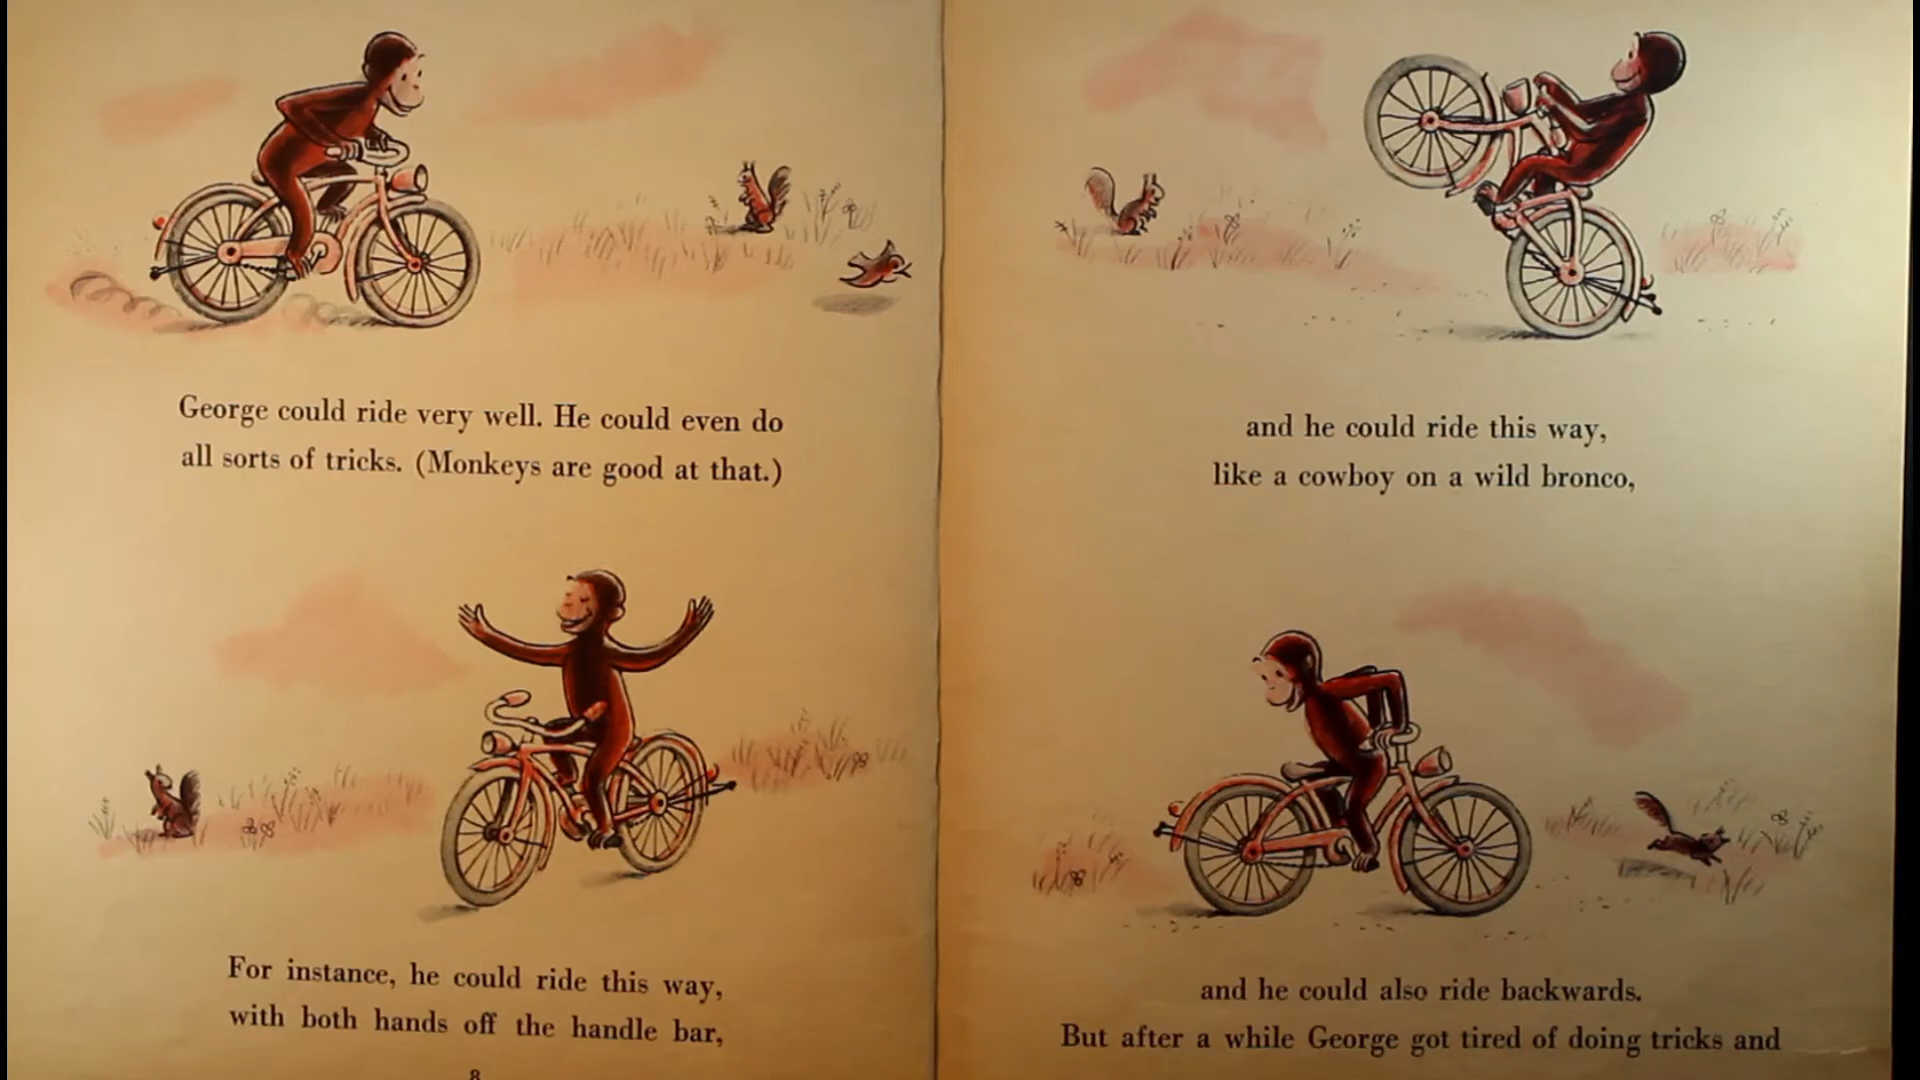 George could ride very well. He could even do
all sorts of tricks. (Monkeys are good at that.)
For instance, he could ride this way,
with both hands off the handle bar,
8
and he could ride this way,
like a cowboy on a wild bronco,
and he could also ride backwards.
But after a while George got tired of doing tricks and